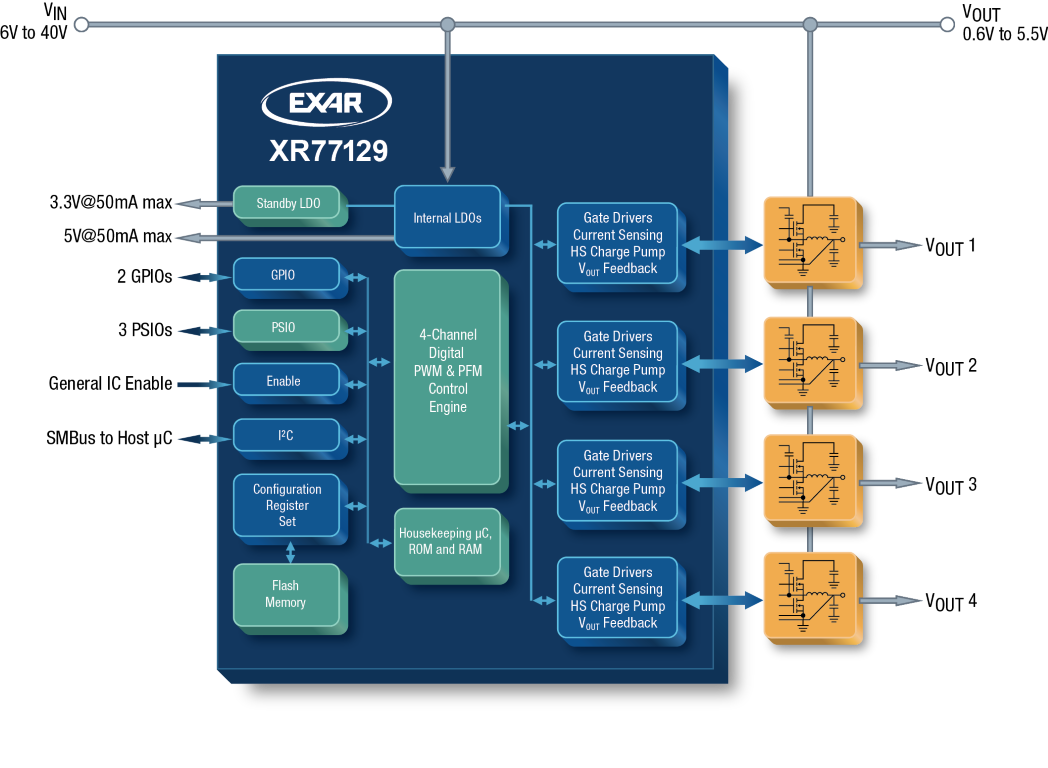 VIN
6V to 40V
VOUT
0.6V to 5.5V
EXAR
XR77129
3.3V@50mA max
Standby LDO
Internal LDOs
5V@50mA max
2 GPIOs
GPIO
3 PSIOs
PSIO
General IC Enable
Enable
SMBus to Host µC
I²C
Configuration
Register
Set
Flash
Memory
4-Channel
Digital
PWM & PFM
Control
Engine
Housekeeping µC,
ROM and RAM
Gate Drivers
Current Sensing
HS Charge Pump
VOUT Feedback
VOUT 1
Gate Drivers
Current Sensing
HS Charge Pump
VOUT Feedback
VOUT 2
Gate Drivers
Current Sensing
HS Charge Pump
VOUT Feedback
VOUT 3
Gate Drivers
Current Sensing
HS Charge Pump
VOUT Feedback
VOUT 4